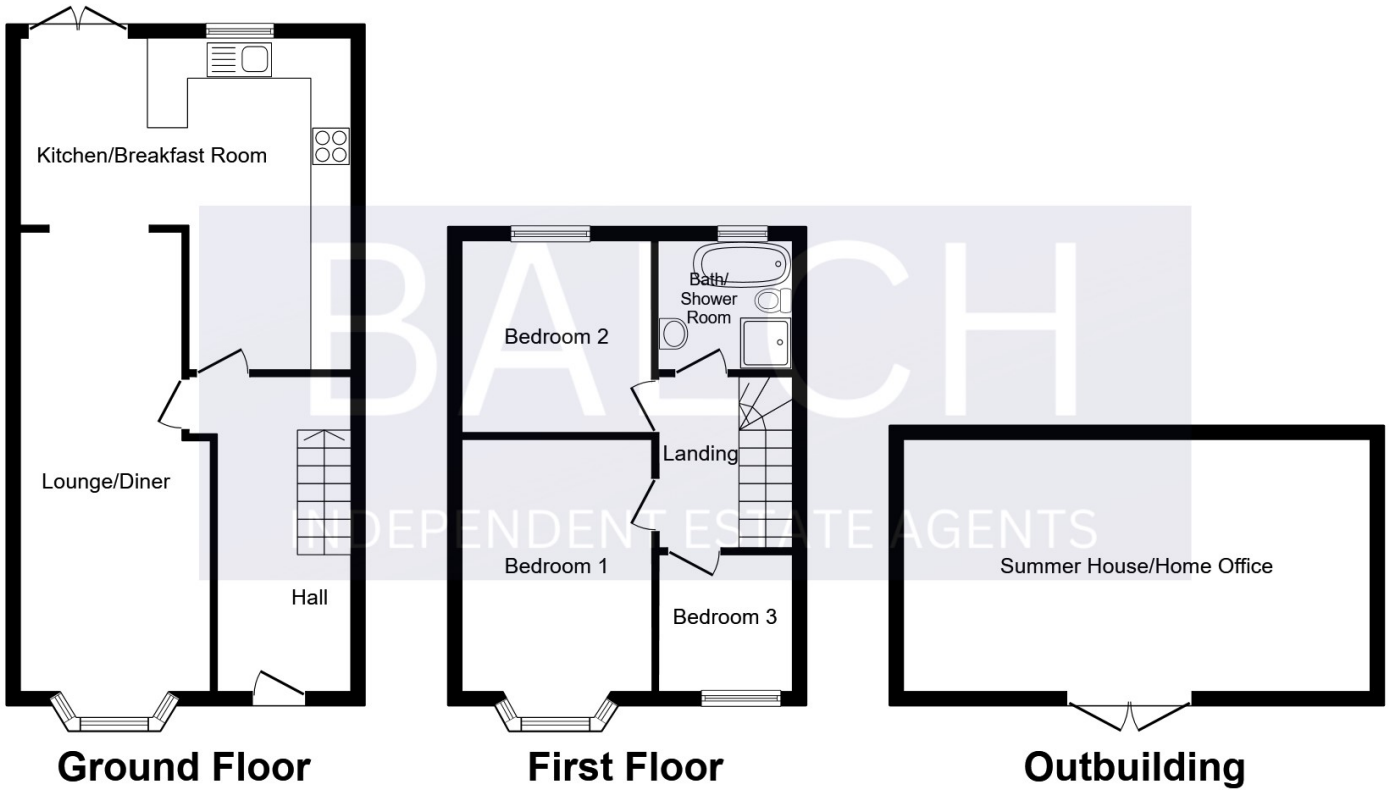 Kitchen/Breakfast Room
Lounge/Diner
Hall
Ground Floor
Bedroom 2
Bath/
Shower
Room
Landing
Bedroom 1
Bedroom 3
First Floor
Summer House/Home Office
Outbuilding
BALCH
INDEPENDENT ESTATE AGENTS